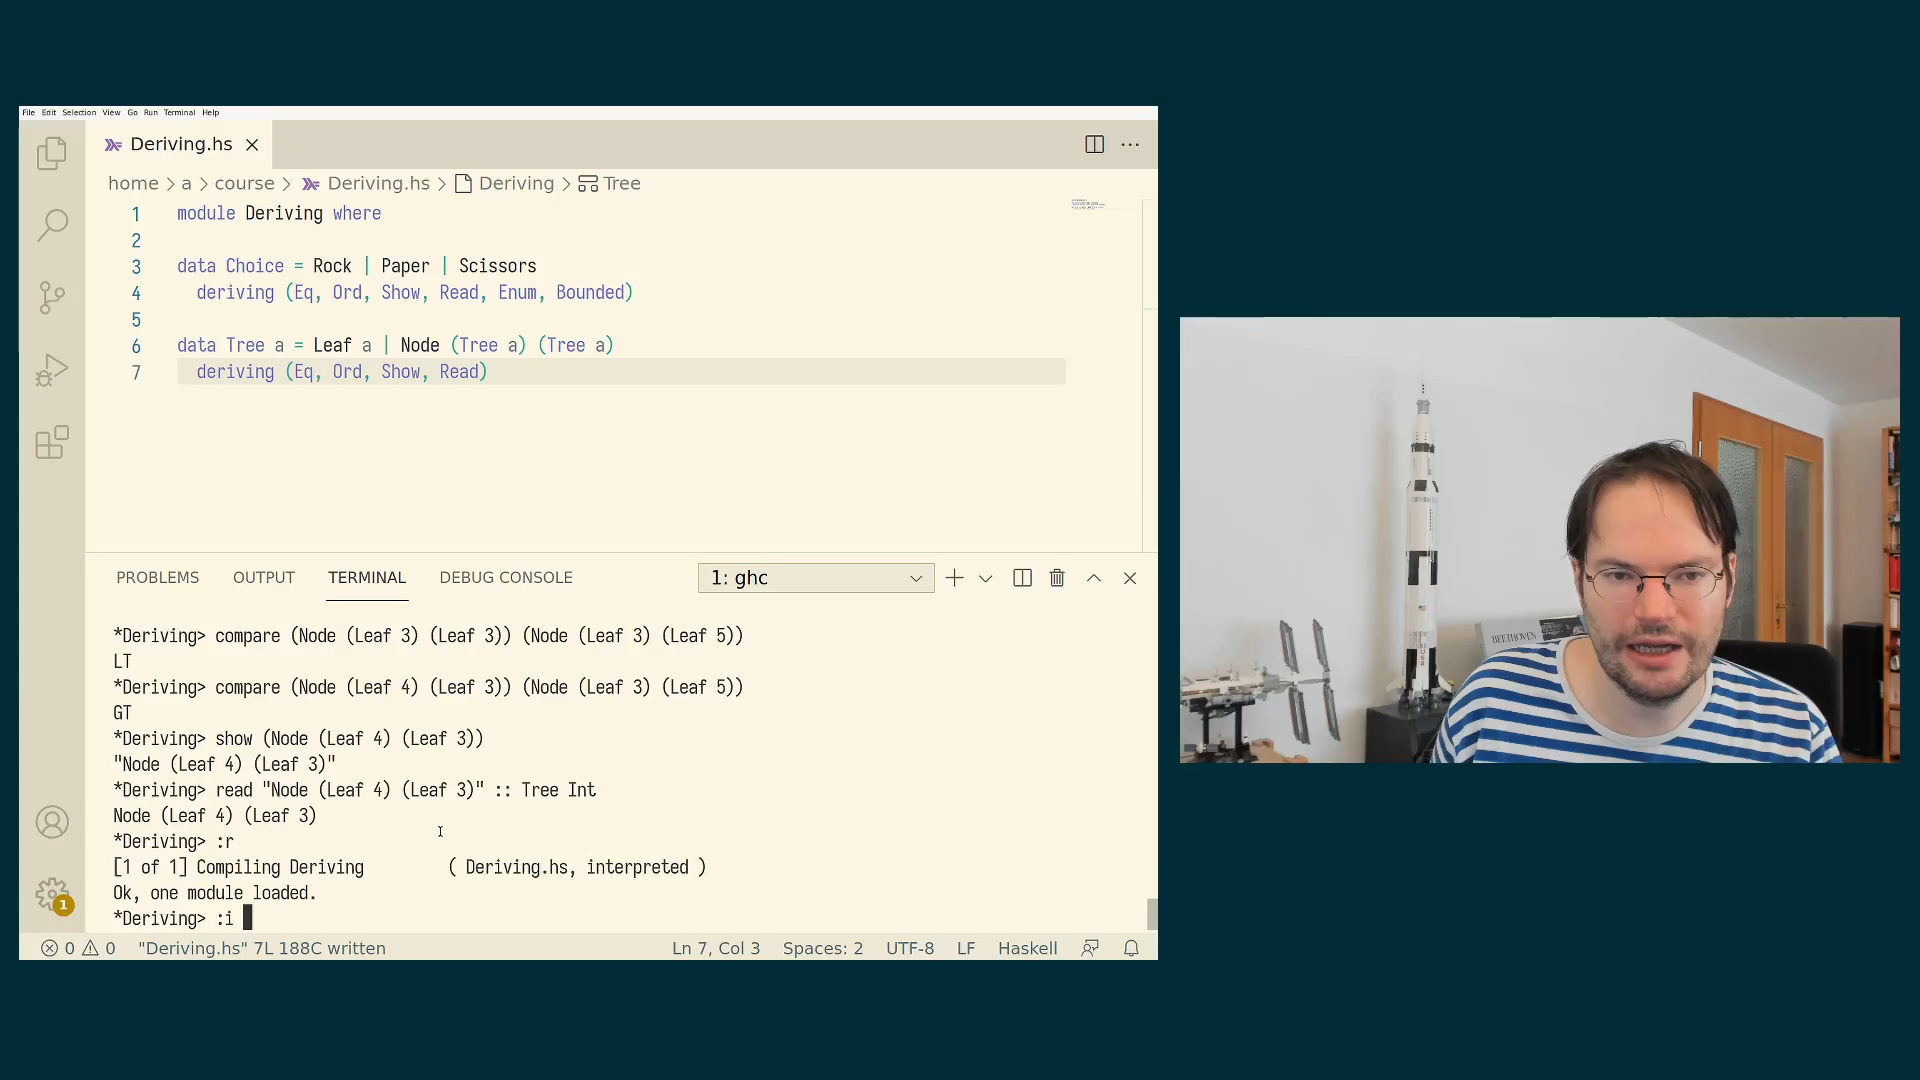 File Edit Selection View Go Run Terminal Help
Deriving.hs
home > a > course > Deriving.hs > Deriving > Tree
1 module Deriving where
2
3 data Choice = Rock | Paper | Scissors
4 deriving (Eq, Ord, Show, Read, Enum, Bounded)
5
6 data Tree a = Leaf a | Node (Tree a) (Tree a)
7 deriving (Eq, Ord, Show, Read)
PROBLEMS OUTPUT TERMINAL DEBUG CONSOLE 1: ghc
*Deriving> compare (Node (Leaf 3) (Leaf 3)) (Node (Leaf 3) (Leaf 5))
LT
*Deriving> compare (Node (Leaf 4) (Leaf 3)) (Node (Leaf 3) (Leaf 5))
GT
*Deriving> show (Node (Leaf 4) (Leaf 3))
"Node (Leaf 4) (Leaf 3)"
*Deriving> read "Node (Leaf 4) (Leaf 3)" :: Tree Int
Node (Leaf 4) (Leaf 3)
*Deriving> :r
[1 of 1] Compiling Deriving ( Deriving.hs, interpreted )
Ok, one module loaded.
*Deriving> :i
1
0 0 "Deriving.hs" 7L 188C written Ln 7, Col 3 Spaces: 2 UTF-8 LF Haskell
BEETHOVEN